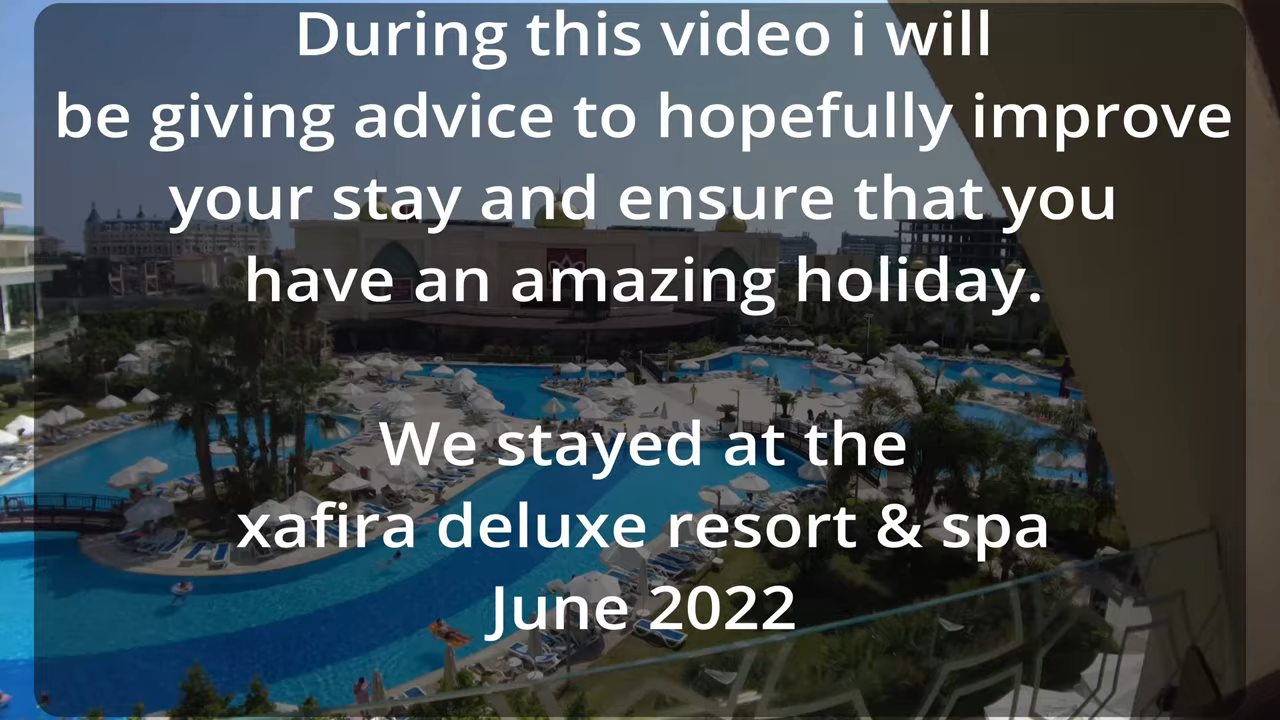 During this video i will
be giving advice to hopefully improve
your stay and ensure that you
have an amazing holiday.
We stayed at the
xafira deluxe resort & spa
June 2022